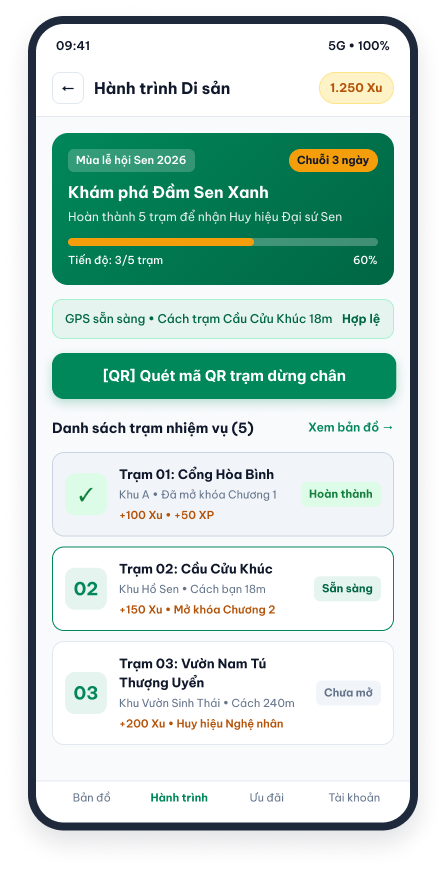 09:41 5G • 100%
← Hành trình Di sản 1.250 Xu
Mùa lễ hội Sen 2026 Chuỗi 3 ngày
Khám phá Đầm Sen Xanh
Hoàn thành 5 trạm để nhận Huy hiệu Đại sứ Sen
Tiến độ: 3/5 trạm 60%
GPS sẵn sàng • Cách trạm Cầu Cửu Khúc 18m Hợp lệ
[QR] Quét mã QR trạm dừng chân
Danh sách trạm nhiệm vụ (5) Xem bản đồ →
Trạm 01: Cổng Hòa Bình
✓ Khu A • Đã mở khóa Chương 1 Hoàn thành
+100 Xu • +50 XP
Trạm 02: Cầu Cửu Khúc
02 Khu Hồ Sen • Cách bạn 18m Sẵn sàng
+150 Xu • Mở khóa Chương 2
Trạm 03: Vườn Nam Tú
Thượng Uyển
03 Khu Vườn Sinh Thái • Cách 240m Chưa mở
+200 Xu • Huy hiệu Nghệ nhân
Bản đồ Hành trình Ưu đãi Tài khoản